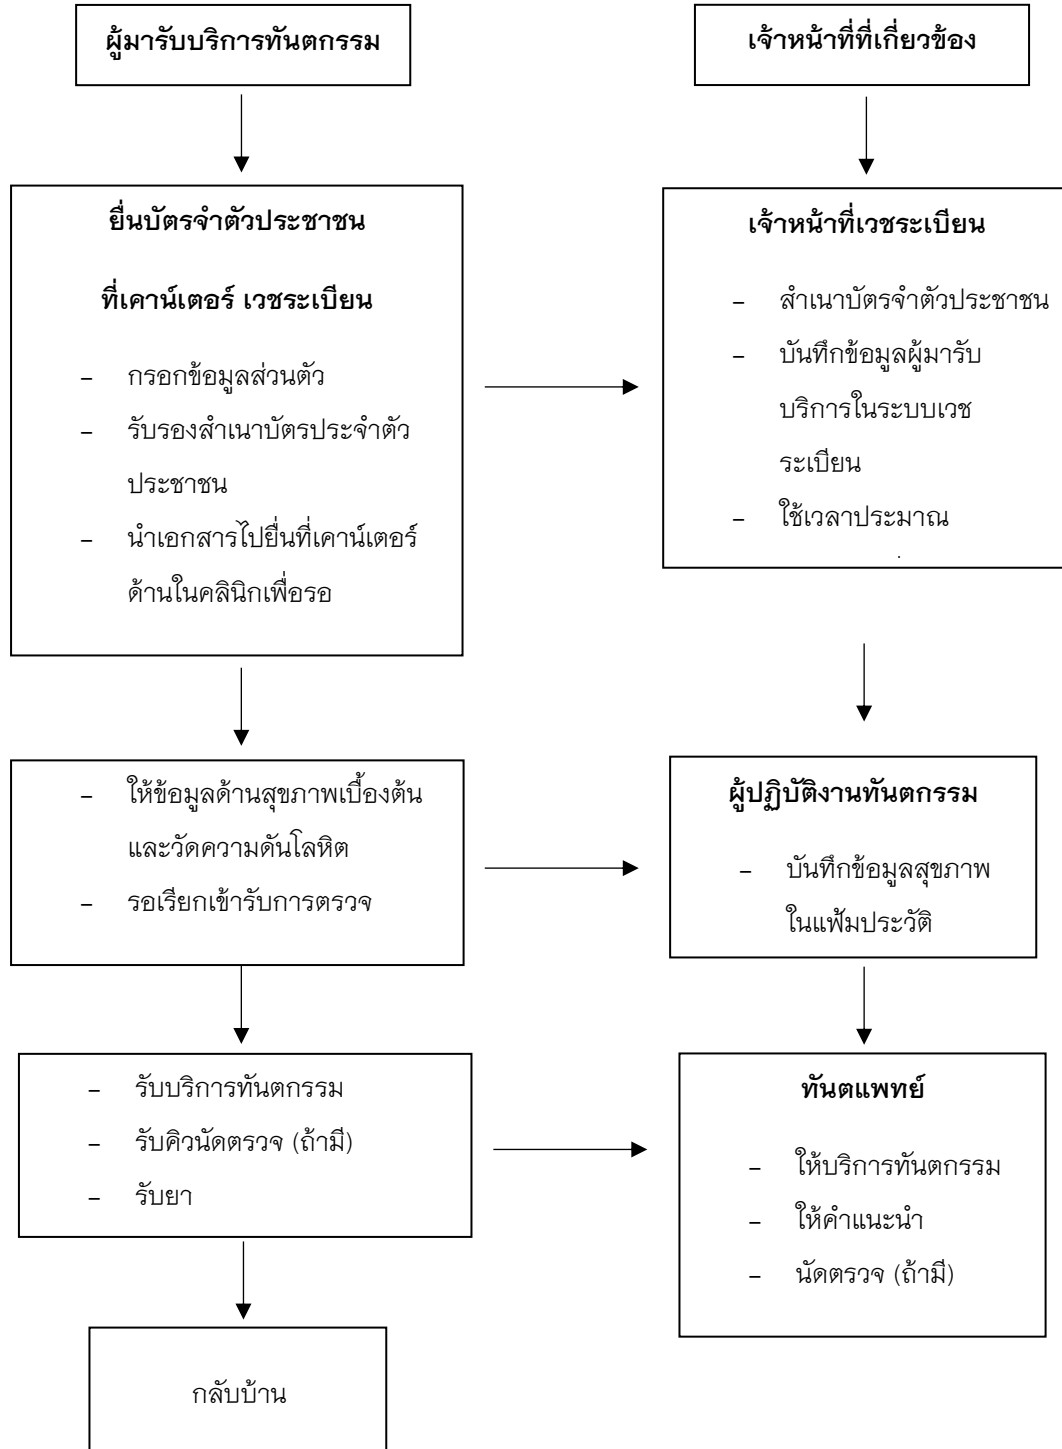 ผู้มารับบริการทันตกรรม
เจ้าหน้าที่ที่เกี่ยวข้อง
ยื่นบัตรจำตัวประชาชน
ที่เคาน์เตอร์ เวชระเบียน
- กรอกข้อมูลส่วนตัว
- รับรองสำเนาบัตรประจำตัว
ประชาชน
- นำเอกสารไปยื่นที่เคาน์เตอร์
ด้านในคลินิกเพื่อรอ
เจ้าหน้าที่เวชระเบียน
- สำเนาบัตรจำตัวประชาชน
- บันทึกข้อมูลผู้มารับ
บริการในระบบเวช
ระเบียน
- ใช้เวลาประมาณ
- ให้ข้อมูลด้านสุขภาพเบื้องต้น
และวัดความดันโลหิต
- รอเรียกเข้ารับการตรวจ
ผู้ปฏิบัติงานทันตกรรม
- บันทึกข้อมูลสุขภาพ
ในแฟ้มประวัติ
- รับบริการทันตกรรม
- รับคิวนัดตรวจ (ถ้ามี)
- รับยา
ทันตแพทย์
- ให้บริการทันตกรรม
- ให้คำแนะนำ
- นัดตรวจ (ถ้ามี)
กลับบ้าน